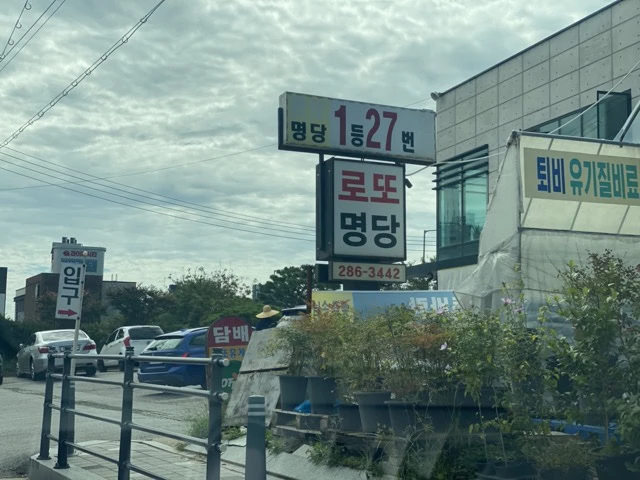 명당 1등 27번
로또
명당
286-3442
퇴비 유기질비료
입구
담배